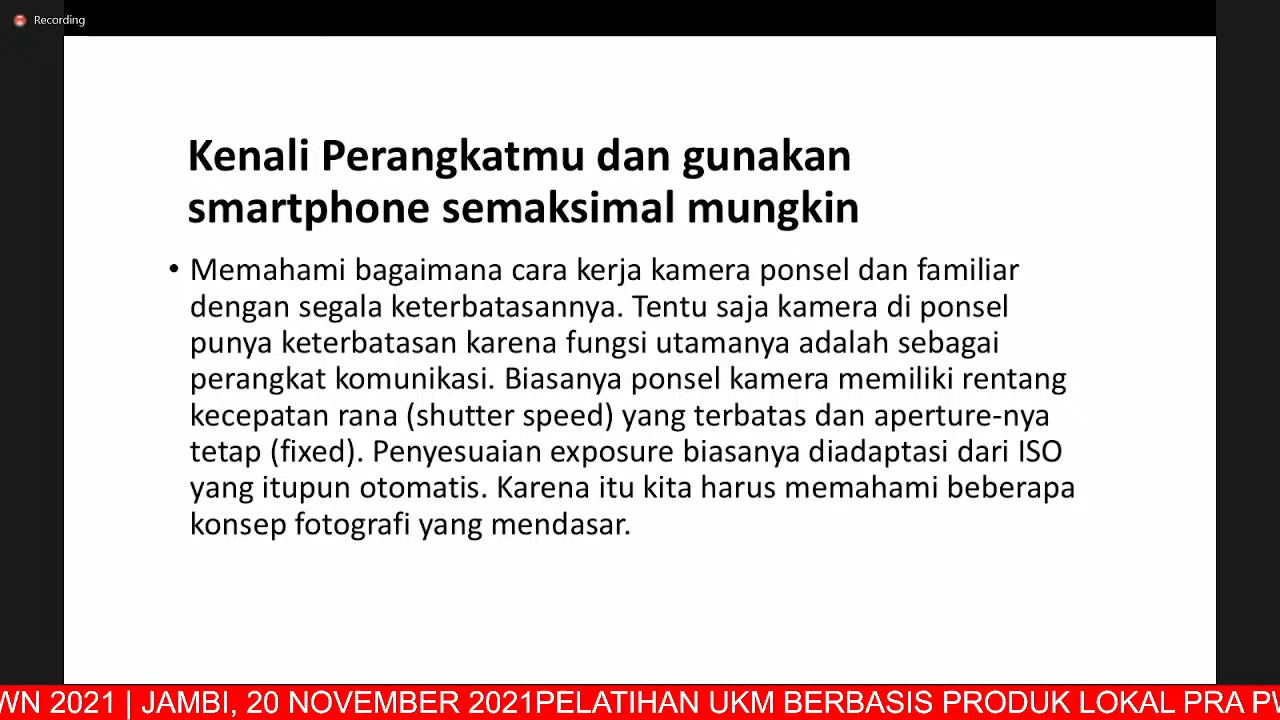 Recording
Kenali Perangkatmu dan gunakan
smartphone semaksimal mungkin
• Memahami bagaimana cara kerja kamera ponsel dan familiar
dengan segala keterbatasannya. Tentu saja kamera di ponsel
punya keterbatasan karena fungsi utamanya adalah sebagai
perangkat komunikasi. Biasanya ponsel kamera memiliki rentang
kecepatan rana (shutter speed) yang terbatas dan aperture-nya
tetap (fixed). Penyesuaian exposure biasanya diadaptasi dari ISO
yang itupun otomatis. Karena itu kita harus memahami beberapa
konsep fotografi yang mendasar.
WN 2021 | JAMBI, 20 NOVEMBER 2021PELATIHAN UKM BERBASIS PRODUK LOKAL PRA